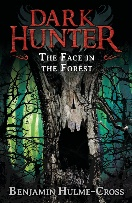 DARK
HUNTER
THE FACE IN
THE FOREST
BENJAMIN HULME-CROSS